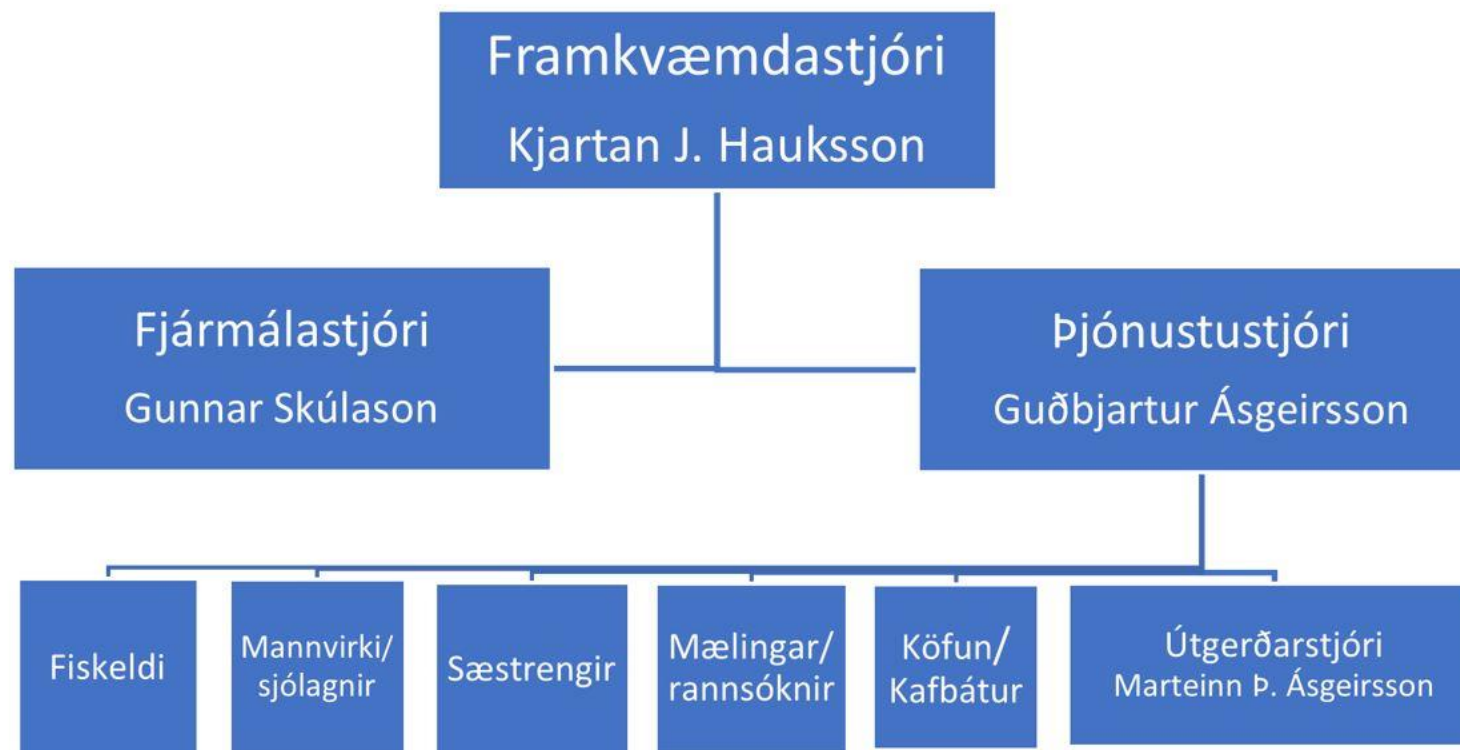 Framkvæmdastjóri
Kjartan J. Hauksson
Fjármálastjóri
Gunnar Skúlason
Þjónustustjóri
Guðbjartur Ásgeirsson
Fiskeldi
Mannvirki/
sjólagnir
Sæstrengir
Mælingar/
rannsóknir
Köfun/
Kafbátur
Útgerðarstjóri
Marteinn Þ. Ásgeirsson